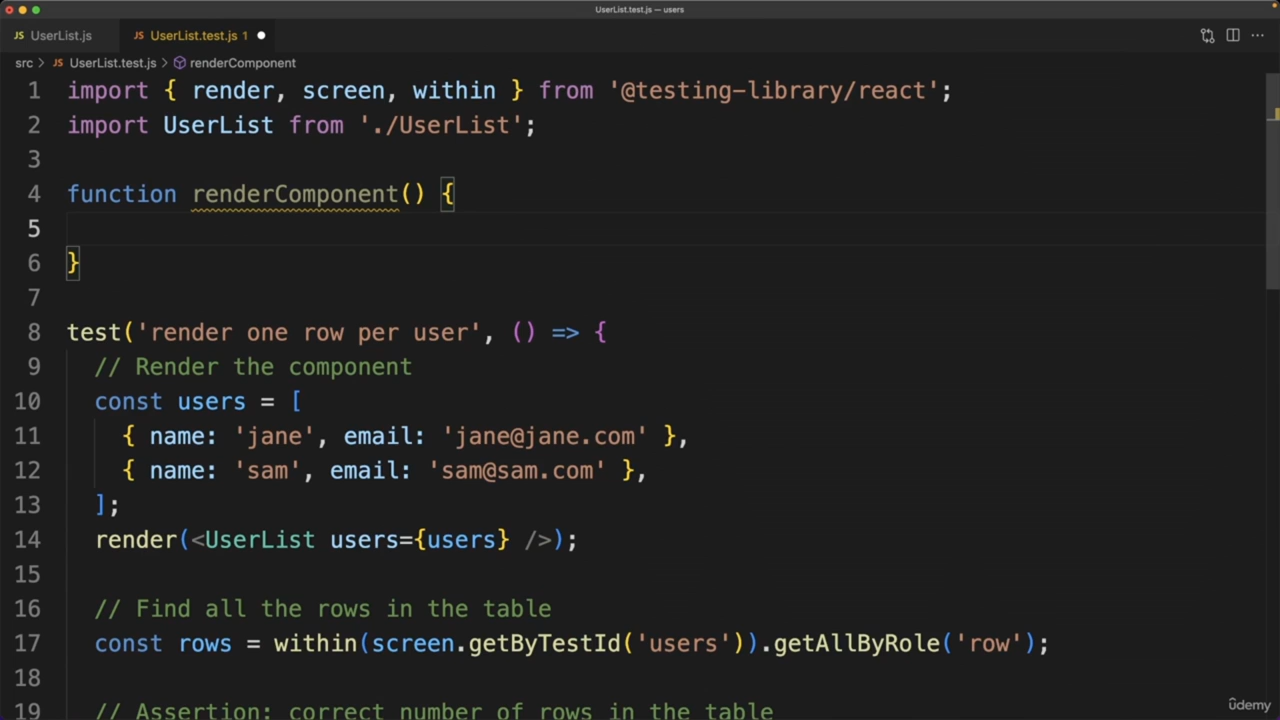 UserList.test.js — users
JS UserList.js
JS UserList.test.js 1
src > JS UserList.test.js > renderComponent
1 import { render, screen, within } from '@testing-library/react';
2 import UserList from './UserList';
3
4 function renderComponent() {
5
6 }
7
8 test('render one row per user', () => {
9 // Render the component
10 const users = [
11 { name: 'jane', email: 'jane@jane.com' },
12 { name: 'sam', email: 'sam@sam.com' },
13 ];
14 render(<UserList users={users} />);
15
16 // Find all the rows in the table
17 const rows = within(screen.getByTestId('users')).getAllByRole('row');
18
19 // Assertion: correct number of rows in the table
ûdemy